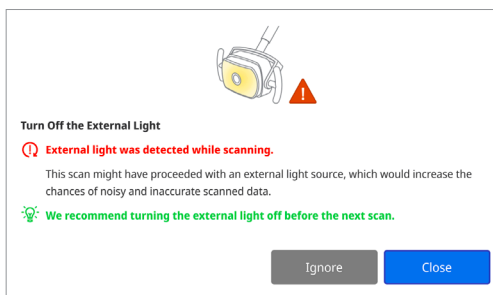 Turn Off the External Light
External light was detected while scanning.
This scan might have proceeded with an external light source, which would increase the
chances of noisy and inaccurate scanned data.
We recommend turning the external light off before the next scan.
Ignore
Close